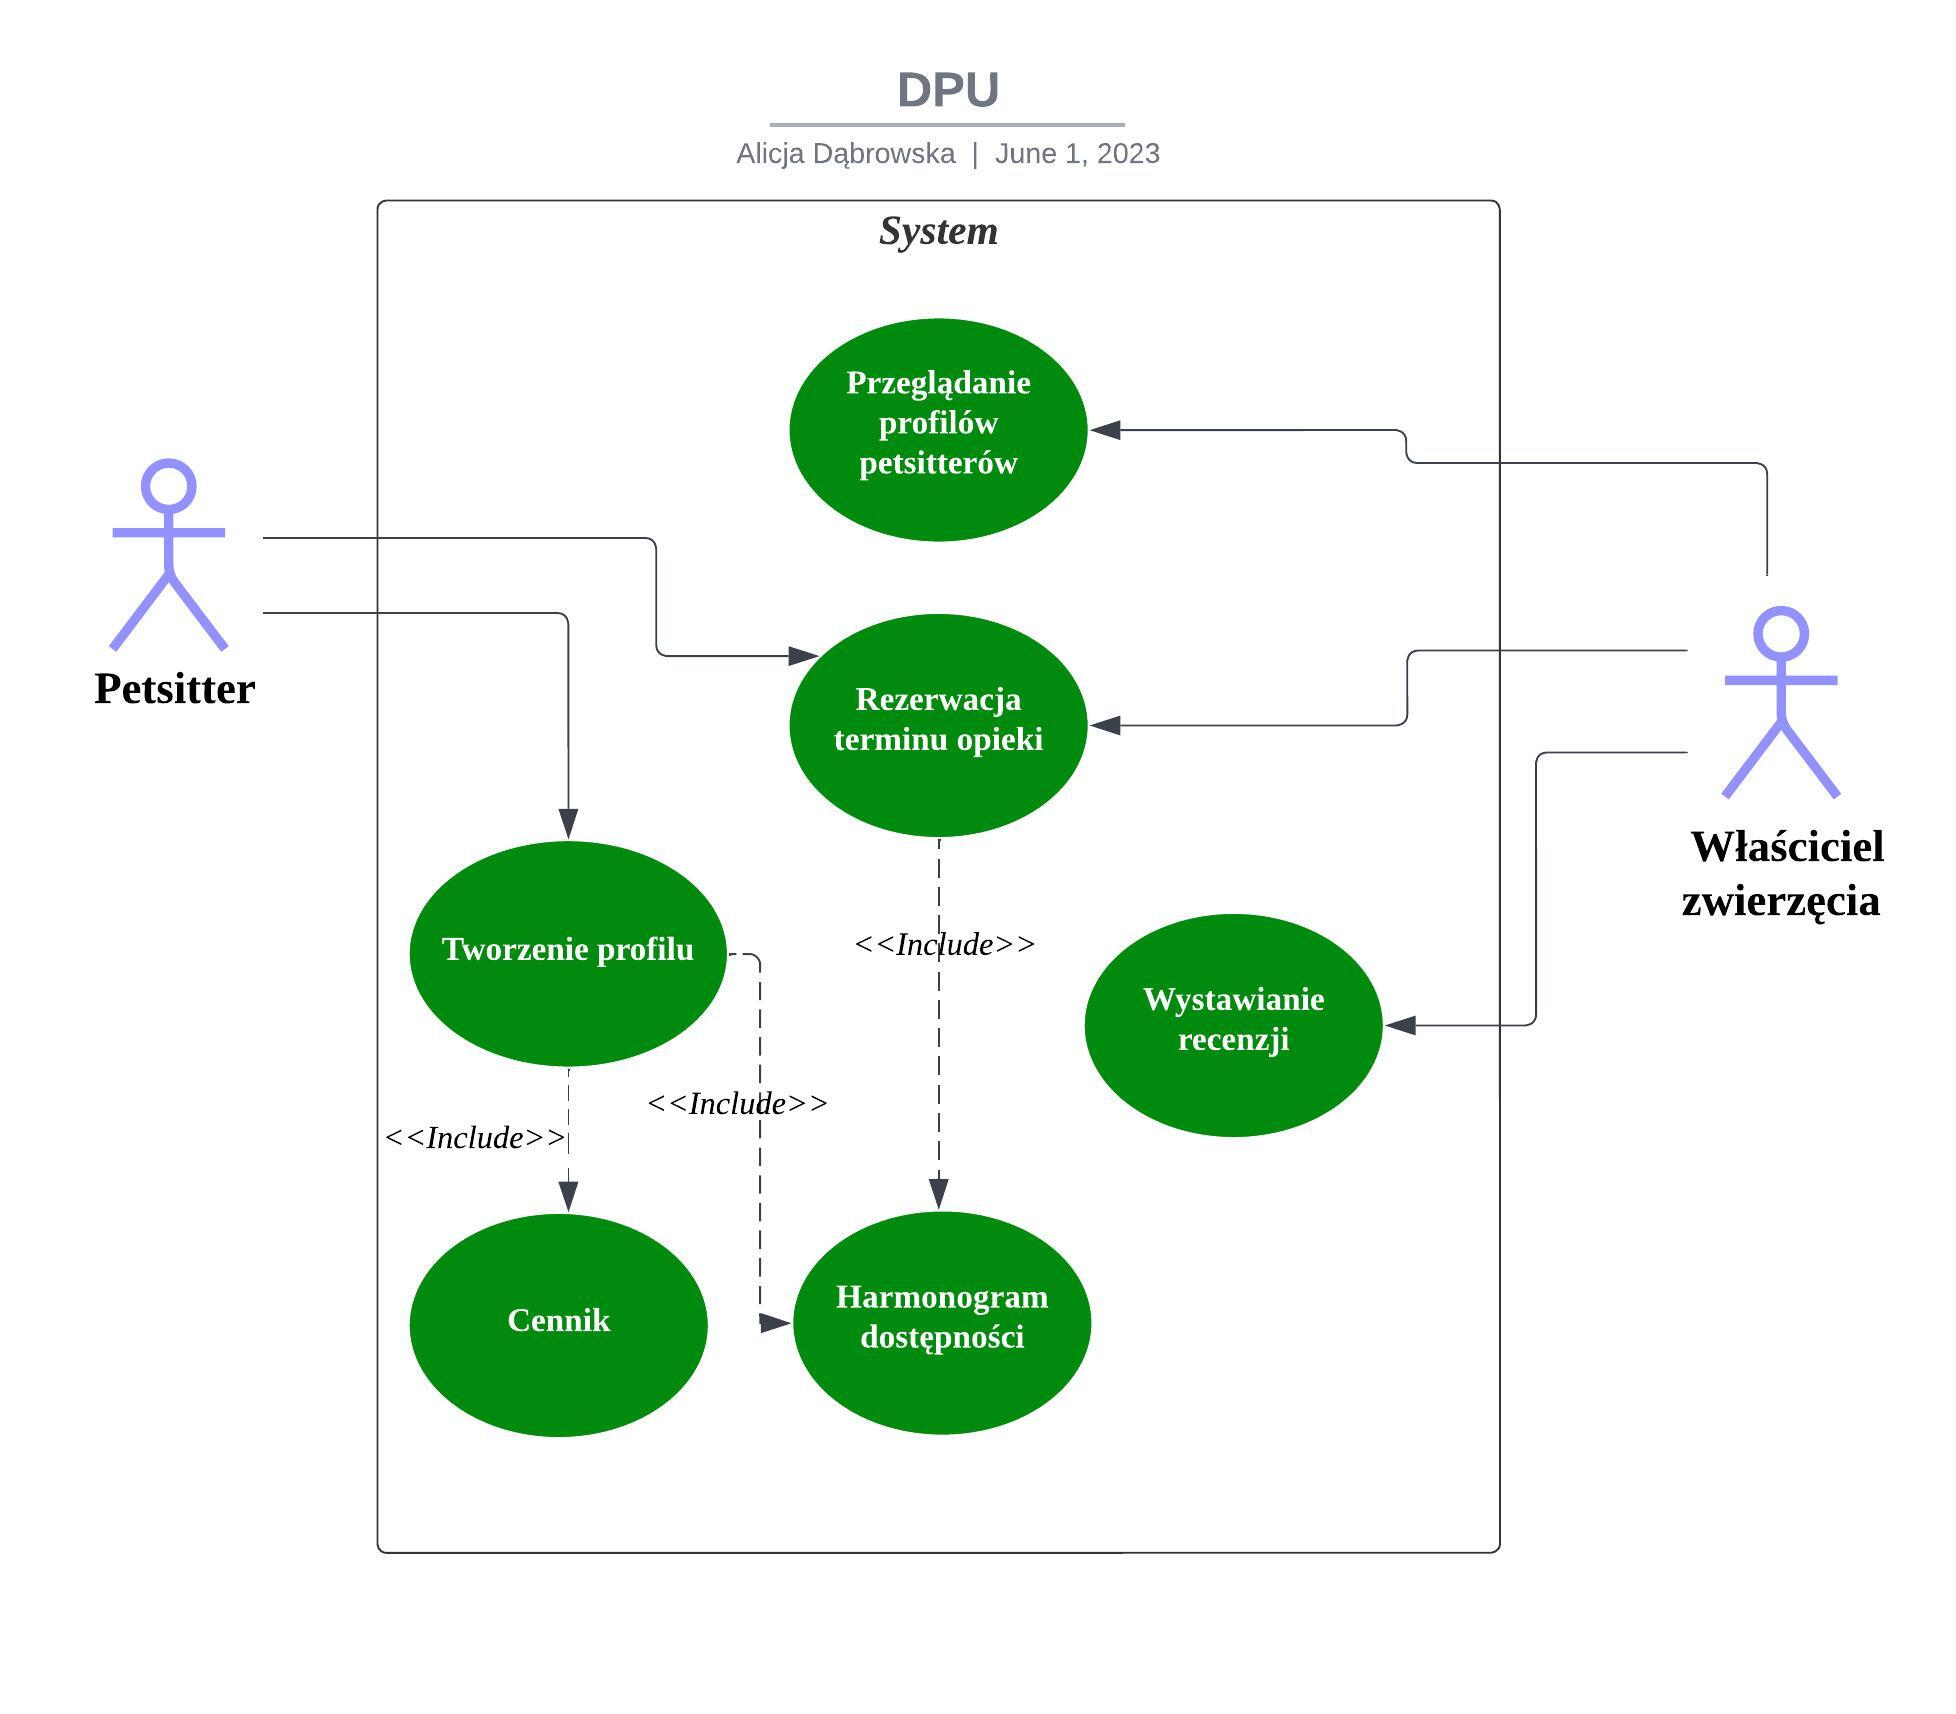 DPU
Alicja Dąbrowska | June 1, 2023
System
Przeglądanie
profilów
petsitterów
Petsitter
Rezerwacja
terminu opieki
Właściciel
zwierzęcia
Tworzenie profilu
<<Include>>
Wystawianie
recenzji
<<Include>>
<<Include>>
Cennik
Harmonogram
dostępności